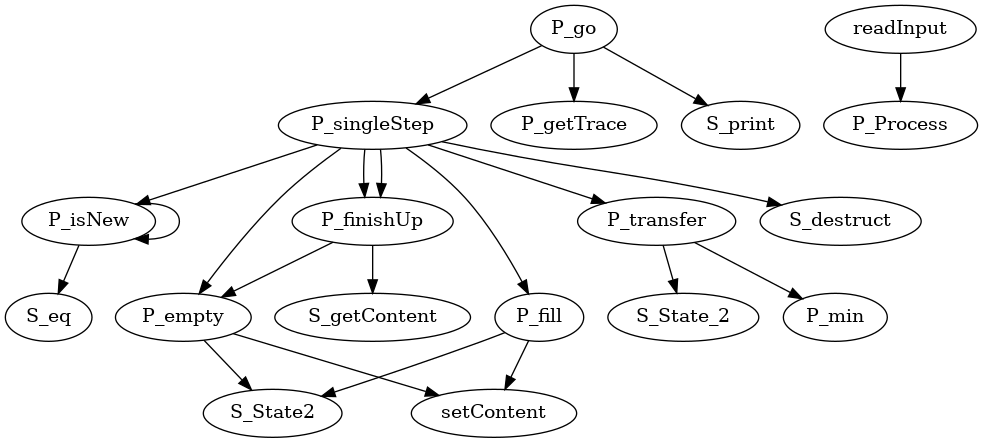 P_go
readInput
P_singleStep
P_getTrace
S_print
P_Process
P_isNew
P_finishUp
P_transfer
S_destruct
S_eq
P_empty
S_getContent
P_fill
S_State_2
P_min
S_State2
setContent